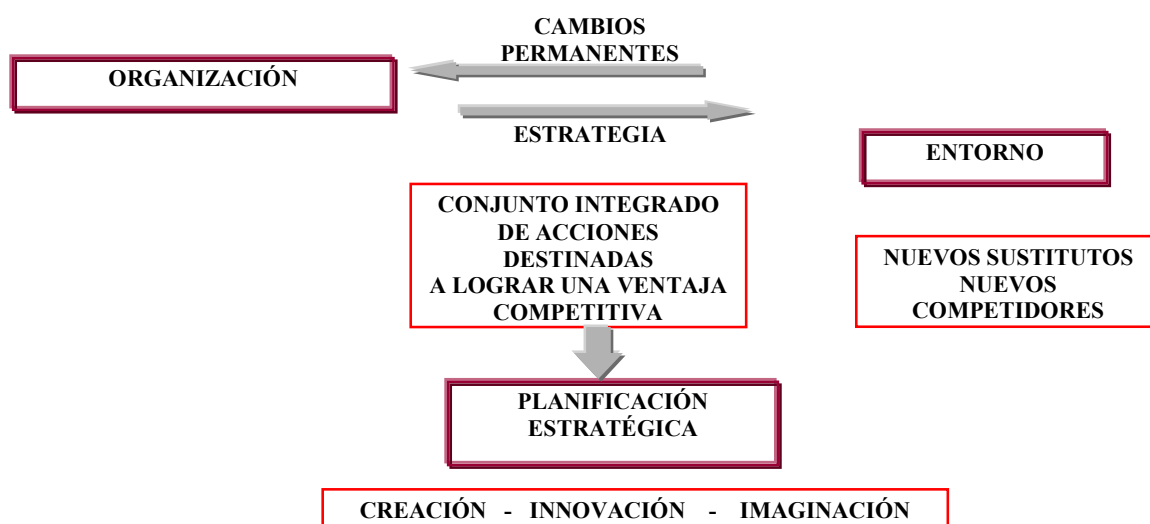 CAMBIOS
PERMANENTES
ORGANIZACIÓN
ESTRATEGIA
ENTORNO
CONJUNTO INTEGRADO
DE ACCIONES
DESTINADAS
A LOGRAR UNA VENTAJA
COMPETITIVA
NUEVOS SUSTITUTOS
NUEVOS
COMPETIDORES
PLANIFICACIÓN
ESTRATÉGICA
CREACIÓN - INNOVACIÓN - IMAGINACIÓN